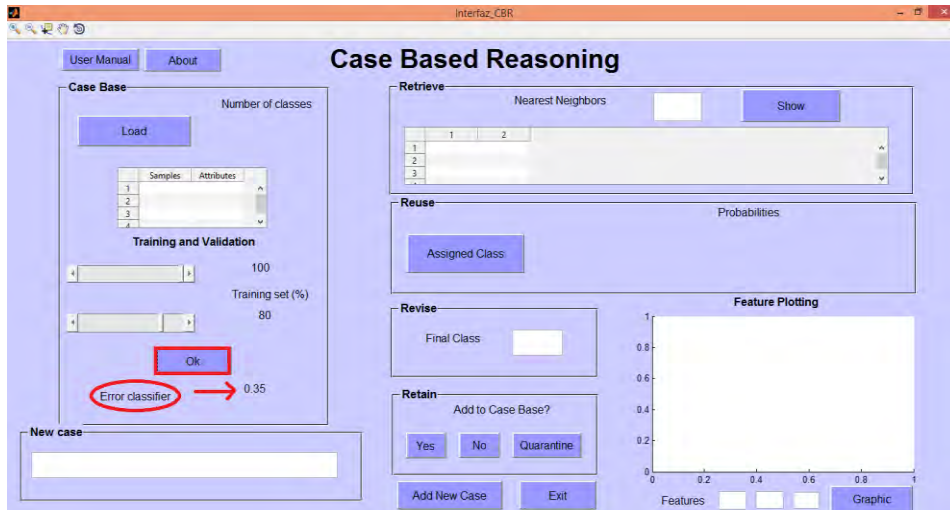 Interfaz_CBR
User Manual About
Case Based Reasoning
Case Base
Number of classes
Load
Samples Attributes
1
2
3
4
Training and Validation
100
Training set (%)
80
Ok
Error classifier 0.35
New case
Retrieve
Nearest Neighbors Show
1 2
1
2
3
Reuse
Probabilities
Assigned Class
Revise
Final Class
Retain
Add to Case Base?
Yes No Quarantine
Add New Case Exit
Feature Plotting
1
0.8
0.6
0.4
0.2
0
0 0.2 0.4 0.6 0.8 1
Features Graphic